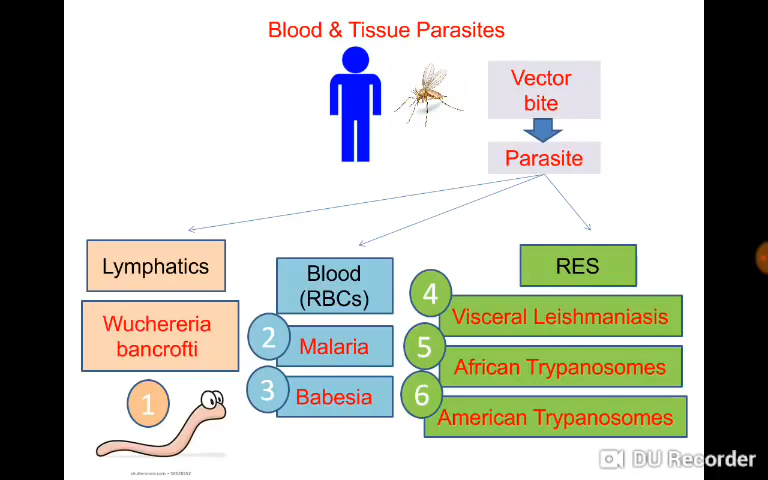 Blood & Tissue Parasites
Vector
bite
Parasite
Lymphatics
Wuchereria
bancrofti
1
Blood
(RBCs)
2
Malaria
3
Babesia
RES
4
Visceral Leishmaniasis
5
African Trypanosomes
6
American Trypanosomes
DU Recorder